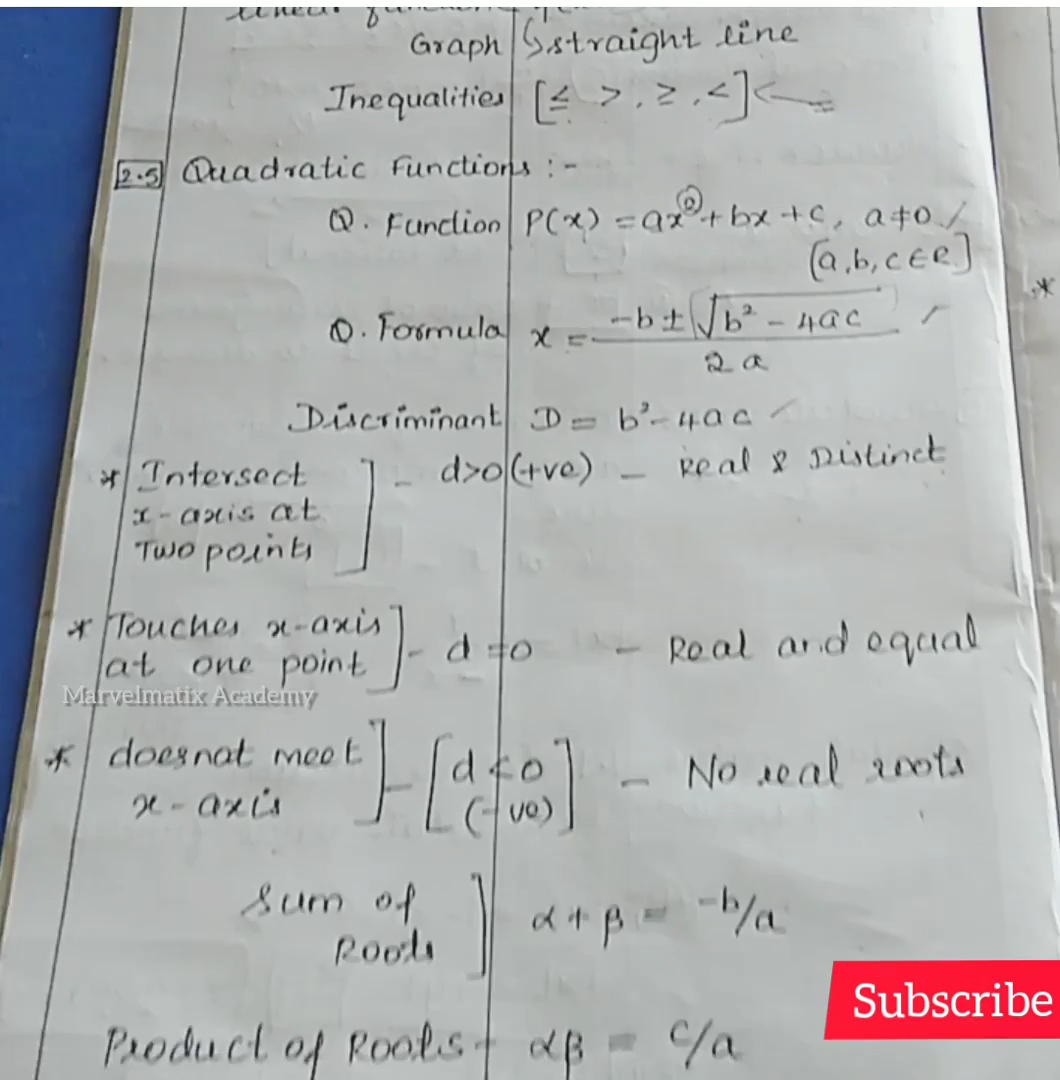 Linear functions
Graph ↳ straight line
Inequalities [≤ >, ≥, <]
2.5 Quadratic Functions :-
Q. Function P(x) = ax² + bx + c, a ≠ 0
[a, b, c ∈ R]
Q. Formula x = (-b ± √(b² - 4ac)) / 2a
Discriminant D = b² - 4ac
* Intersect
x-axis at
Two points ] - d>0 (+ve) - Real & Distinct
* Touches x-axis
at one point ] - d = 0 - Real and equal
Marvelmatix Academy
* doesnot meet
x-axis ] - [d < 0 (-ve)] - No real roots
Sum of
Roots ] α + β = -b/a
Subscribe
Product of Roots - αβ = c/a